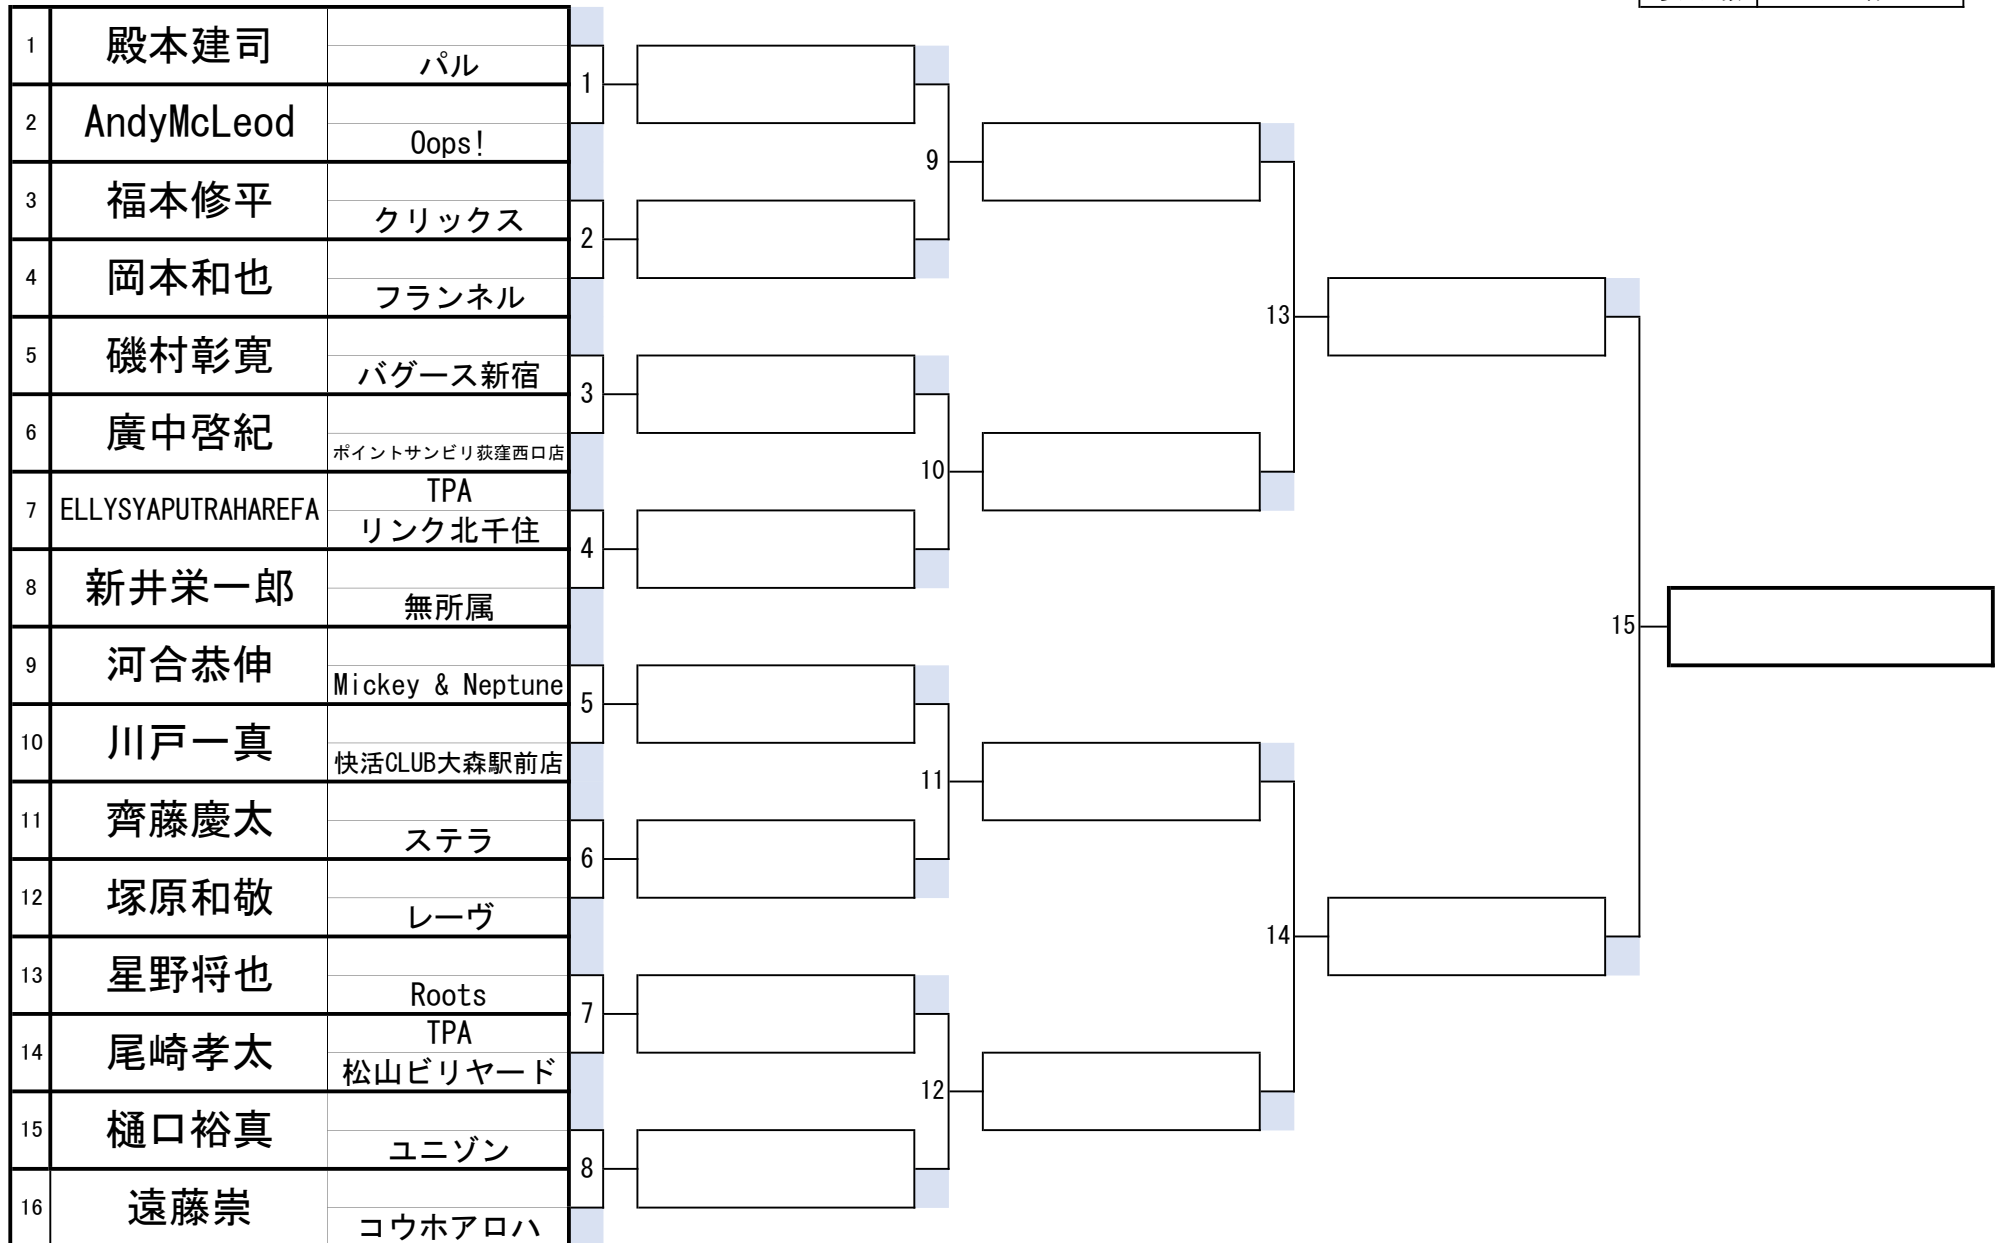 1
殿本建司
パル
2
AndyMcLeod
Oops!
3
福本修平
クリックス
4
岡本和也
フランネル
5
磯村彰寛
バグース新宿
6
廣中啓紀
ポイントサンビリ荻窪西口店
7
ELLYSYAPUTRAHAREFA
TPA
リンク北千住
8
新井栄一郎
無所属
9
河合恭伸
Mickey & Neptune
10
川戸一真
快活CLUB大森駅前店
11
齊藤慶太
ステラ
12
塚原和敬
レーヴ
13
星野将也
Roots
14
尾崎孝太
TPA
松山ビリヤード
15
樋口裕真
ユニゾン
16
遠藤崇
コウホアロハ
1
2
3
4
5
6
7
8
9
10
11
12
13
14
15